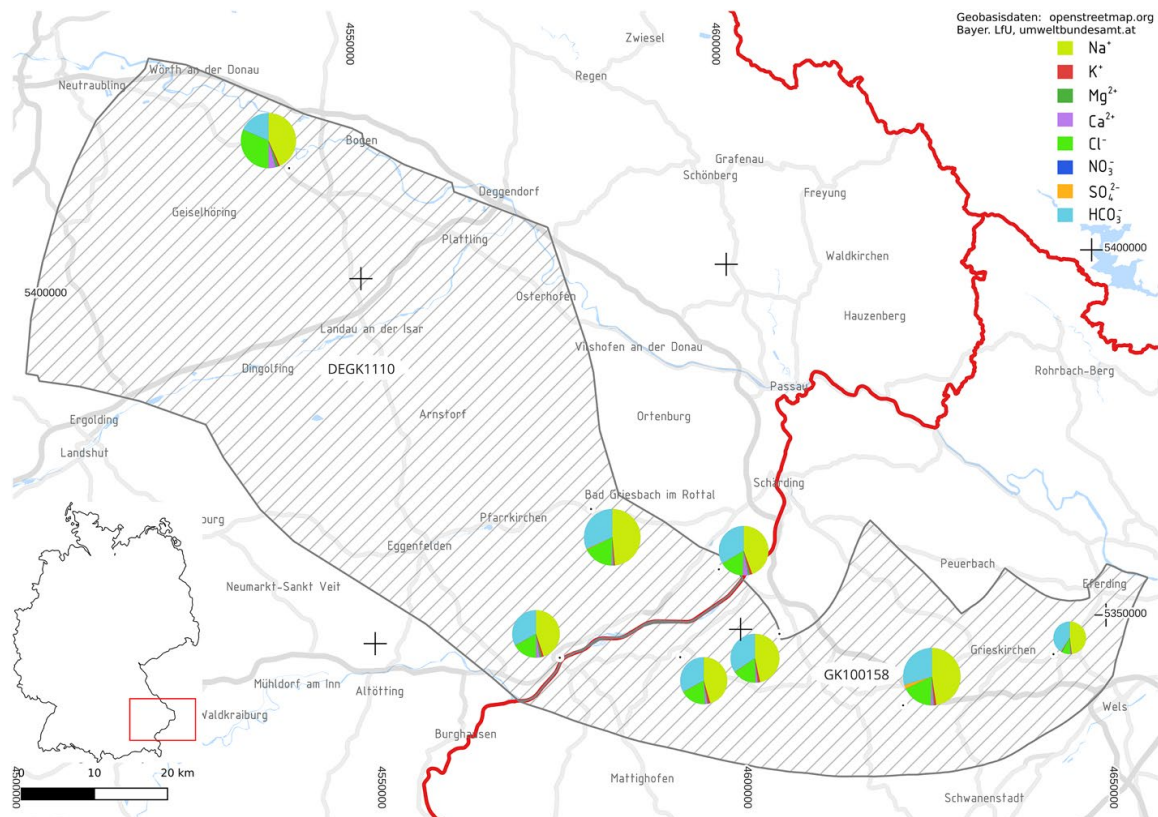 Geobasisdaten: openstreetmap.org
Bayer. LfU, umweltbundesamt.at
Na⁺
K⁺
Mg²⁺
Ca²⁺
Cl⁻
NO₃⁻
SO₄²⁻
HCO₃⁻
4550000
4600000
Zwiesel
Wörth an der Donau
Neutraubling
Regen
Bogen
Grafenau
Schönberg
Freyung
Deggendorf
Geiselhöring
Plattling
5400000
Waldkirchen
5400000
Osterhofen
Hauzenberg
Landau an der Isar
Vilshofen an der Donau
DEGK1110
Dingolfing
Rohrbach-Berg
Passau
Arnstorf
Ortenburg
Ergolding
Landshut
Schärding
Bad Griesbach im Rottal
Pfarrkirchen
burg
Eggenfelden
Peuerbach
Neumarkt-Sankt Veit
Eferding
5350000
Grieskirchen
GK100158
Mühldorf am Inn
Altötting
Waldkraiburg
Wels
Burghausen
Mattighofen
Schwanenstadt
0 10 20 km
4500000
4550000
4600000
4650000